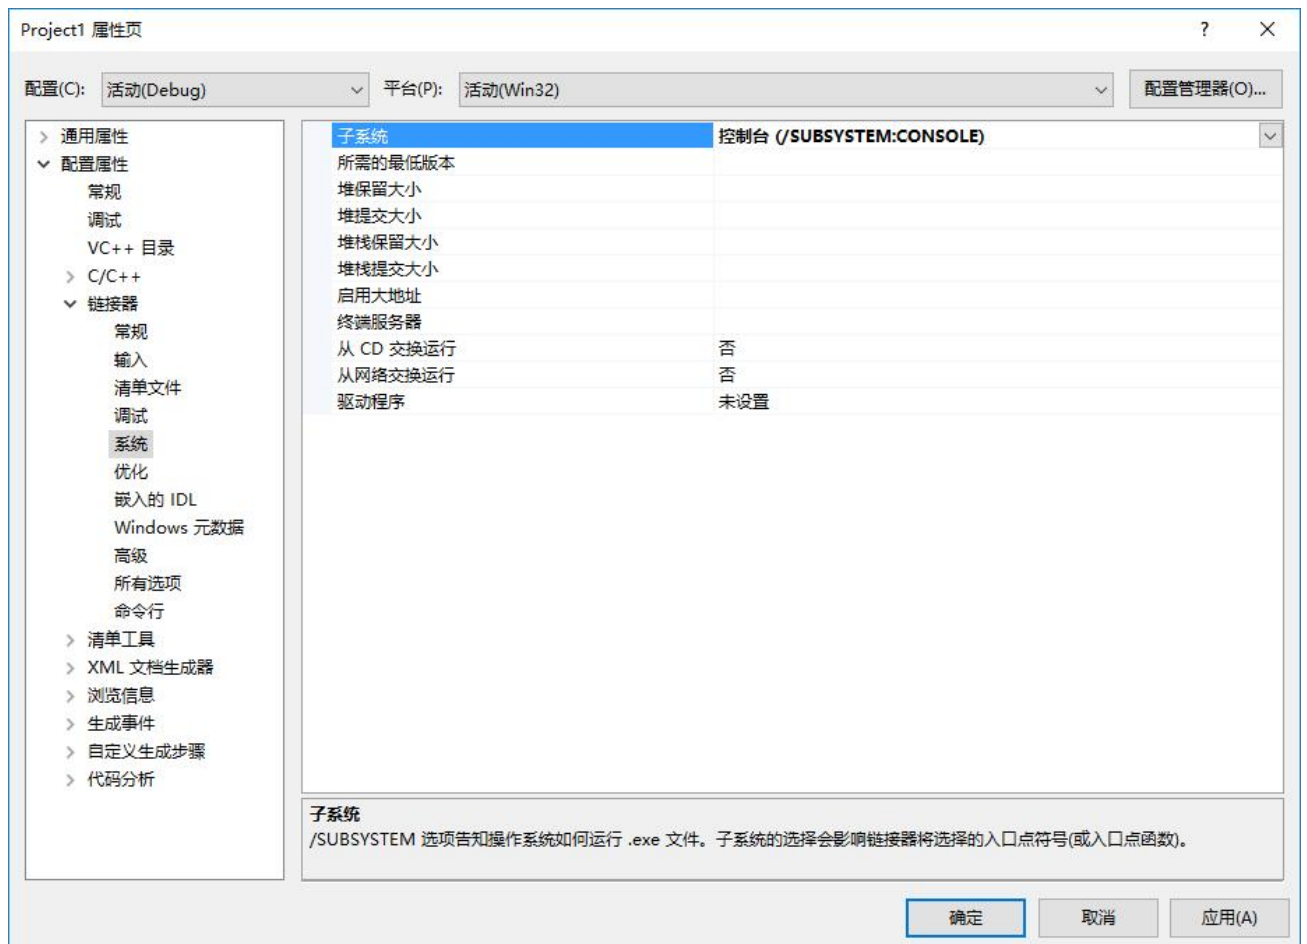 Project1 属性页
?
配置(C):
活动(Debug)
平台(P):
活动(Win32)
配置管理器(O)...
通用属性
配置属性
常规
调试
VC++ 目录
C/C++
链接器
常规
输入
清单文件
调试
系统
优化
嵌入的 IDL
Windows 元数据
高级
所有选项
命令行
清单工具
XML 文档生成器
浏览信息
生成事件
自定义生成步骤
代码分析
子系统 控制台 (/SUBSYSTEM:CONSOLE)
所需的最低版本
堆保留大小
堆提交大小
堆栈保留大小
堆栈提交大小
启用大地址
终端服务器
从 CD 交换运行 否
从网络交换运行 否
驱动程序 未设置
子系统
/SUBSYSTEM 选项告知操作系统如何运行 .exe 文件。子系统的选择会影响链接器将选择的入口点符号(或入口点函数)。
确定
取消
应用(A)